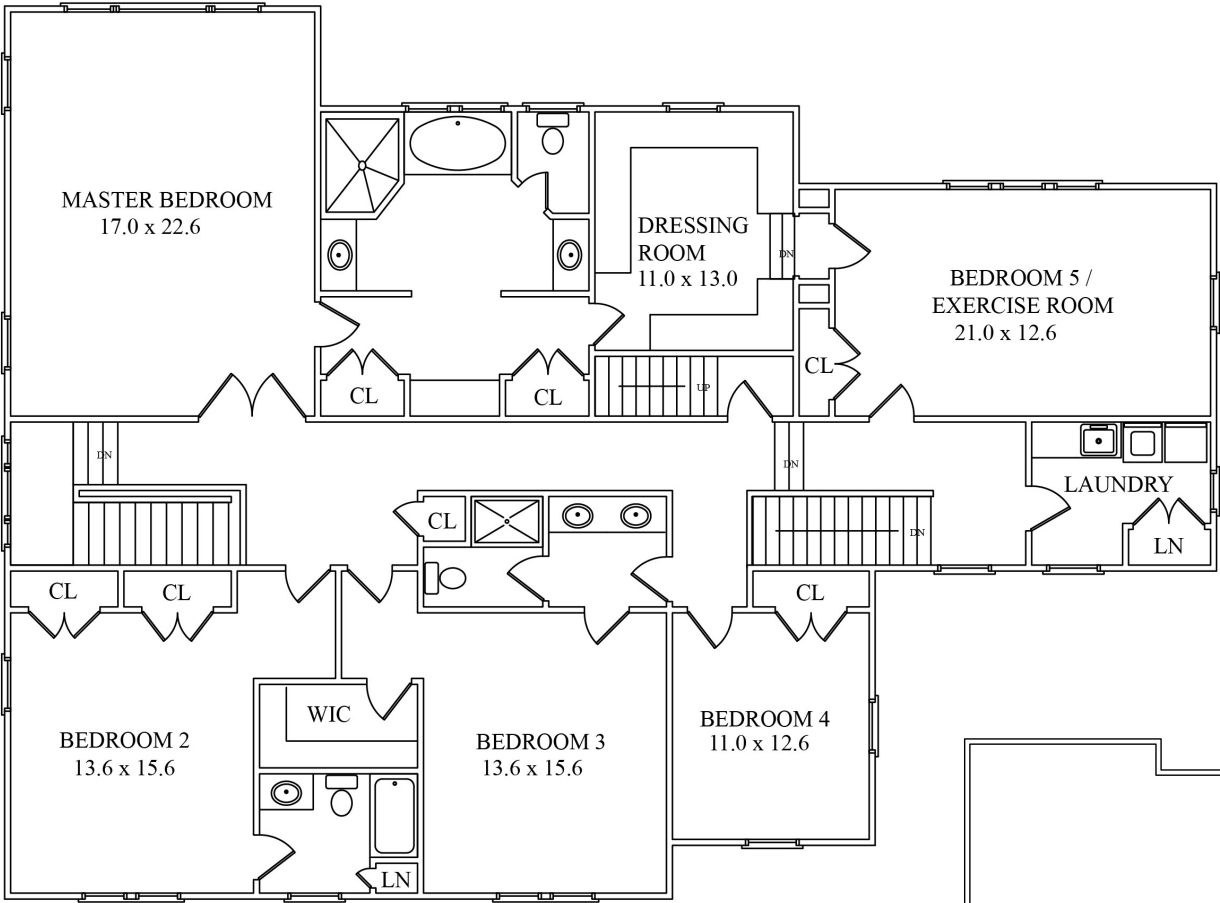 MASTER BEDROOM
17.0 x 22.6
DRESSING
ROOM
11.0 x 13.0
DN
BEDROOM 5 /
EXERCISE ROOM
21.0 x 12.6
CL
CL
CL
UP
DN
DN
LAUNDRY
CL
DN
LN
CL
CL
CL
WIC
BEDROOM 2
13.6 x 15.6
BEDROOM 3
13.6 x 15.6
BEDROOM 4
11.0 x 12.6
LN